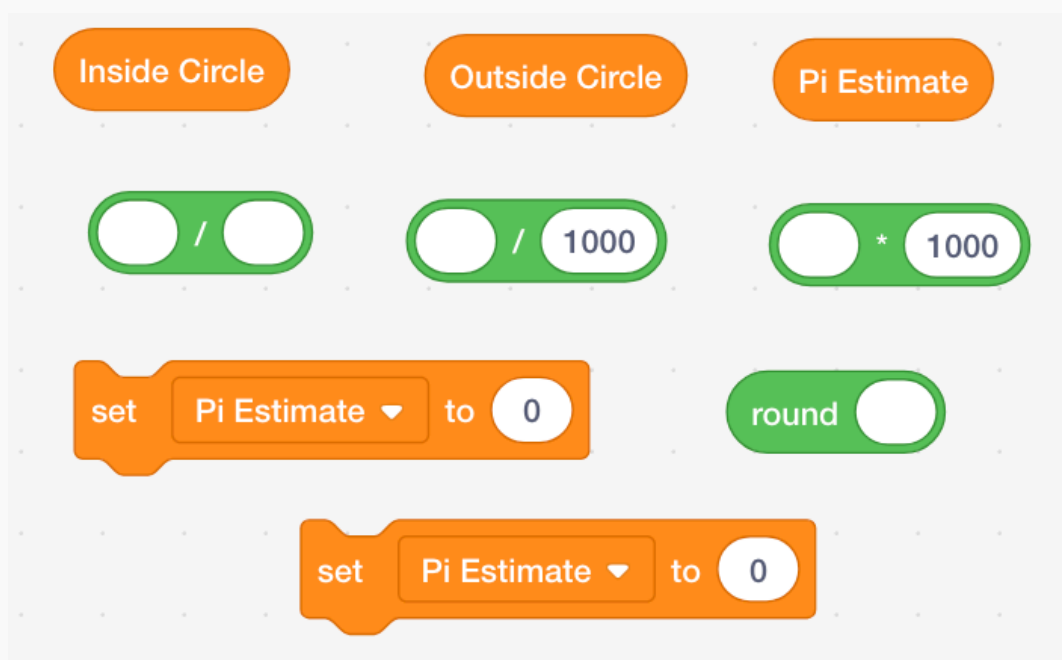 Inside Circle Outside Circle Pi Estimate
/ / 1000 * 1000
set Pi Estimate to 0 round
set Pi Estimate to 0